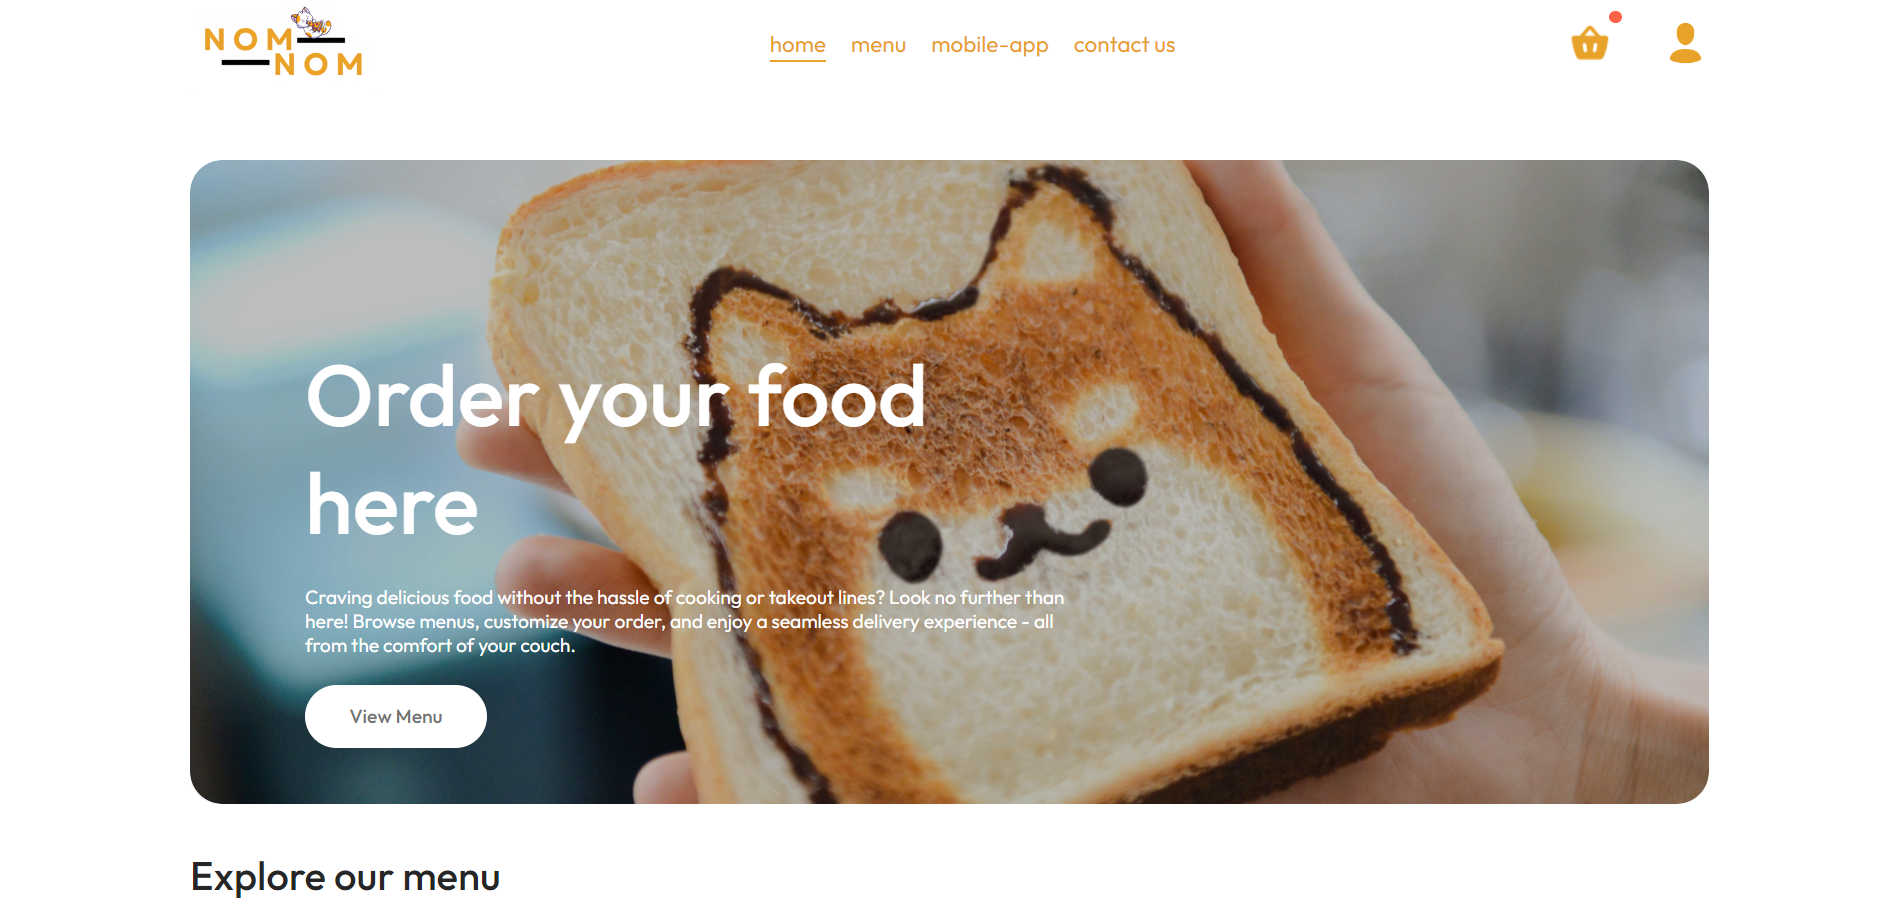 NOM
NOM
home menu mobile-app contact us
Order your food
here
Craving delicious food without the hassle of cooking or takeout lines? Look no further than
here! Browse menus, customize your order, and enjoy a seamless delivery experience - all
from the comfort of your couch.
View Menu
Explore our menu